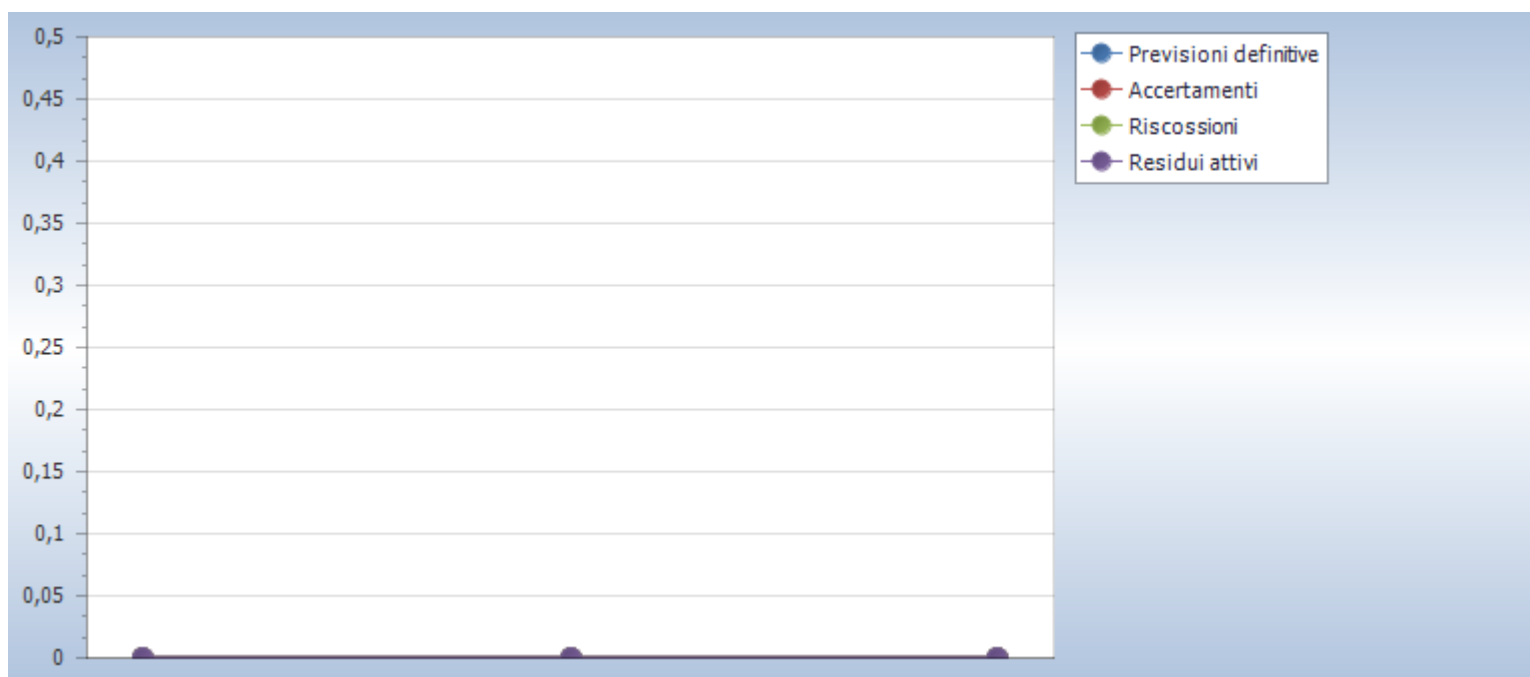 0,5
0,45
0,4
0,35
0,3
0,25
0,2
0,15
0,1
0,05
0
Previsioni definitive
Accertamenti
Riscossioni
Residui attivi